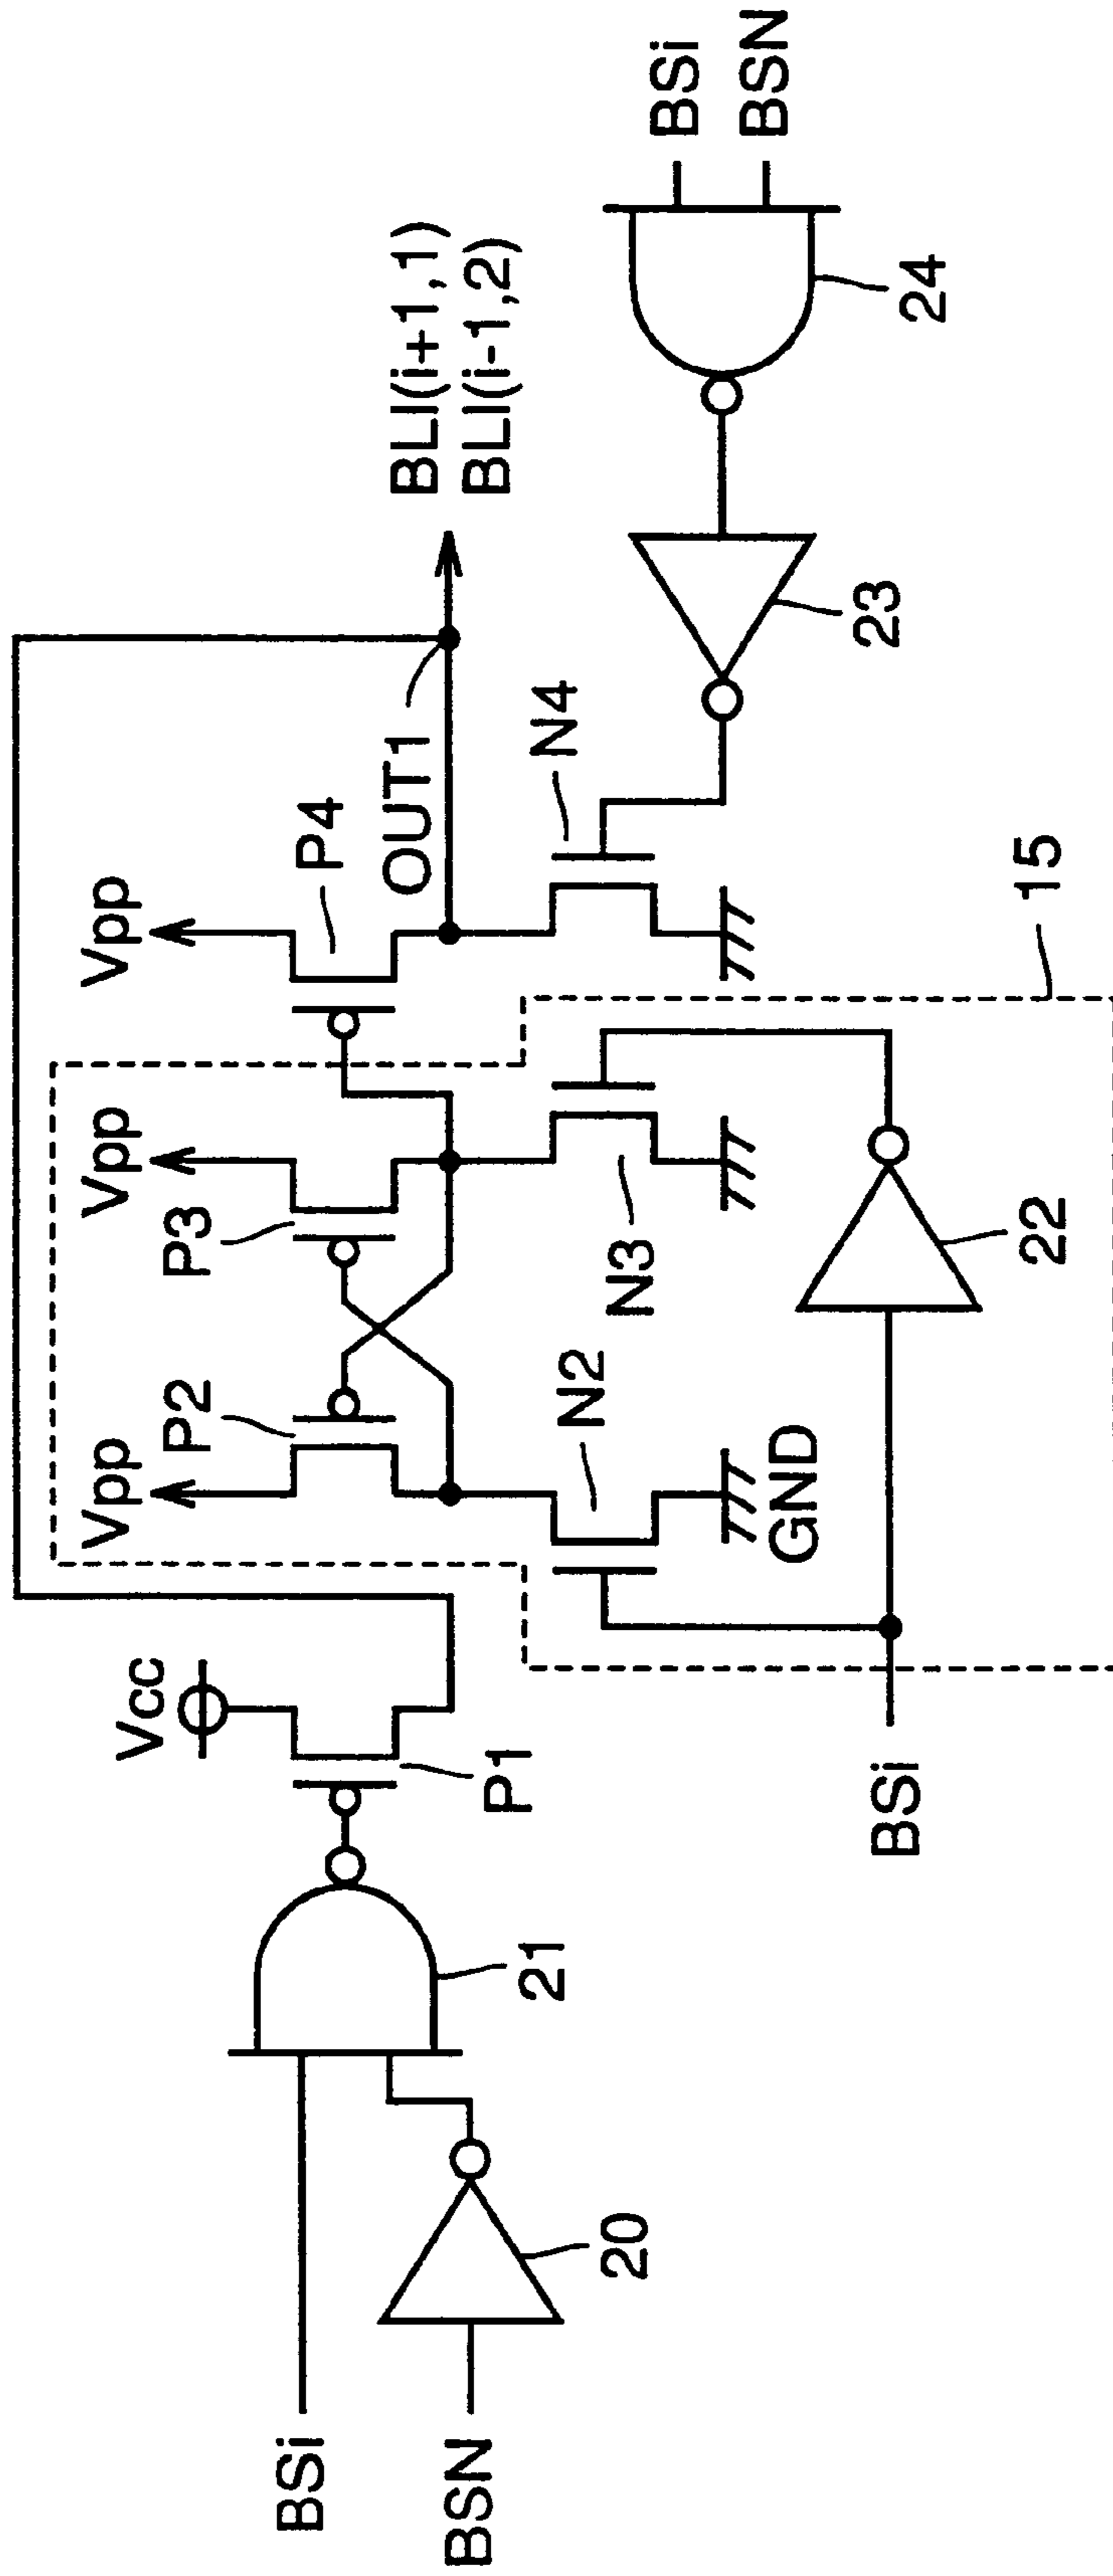 BSi
BSN
20
21
Vcc
P1
Vpp
P2
Vpp
P3
Vpp
P4
OUT1
BLI(i+1,1)
BLI(i-1,2)
N2
GND
N3
N4
BSi
22
15
23
24
BSi
BSN